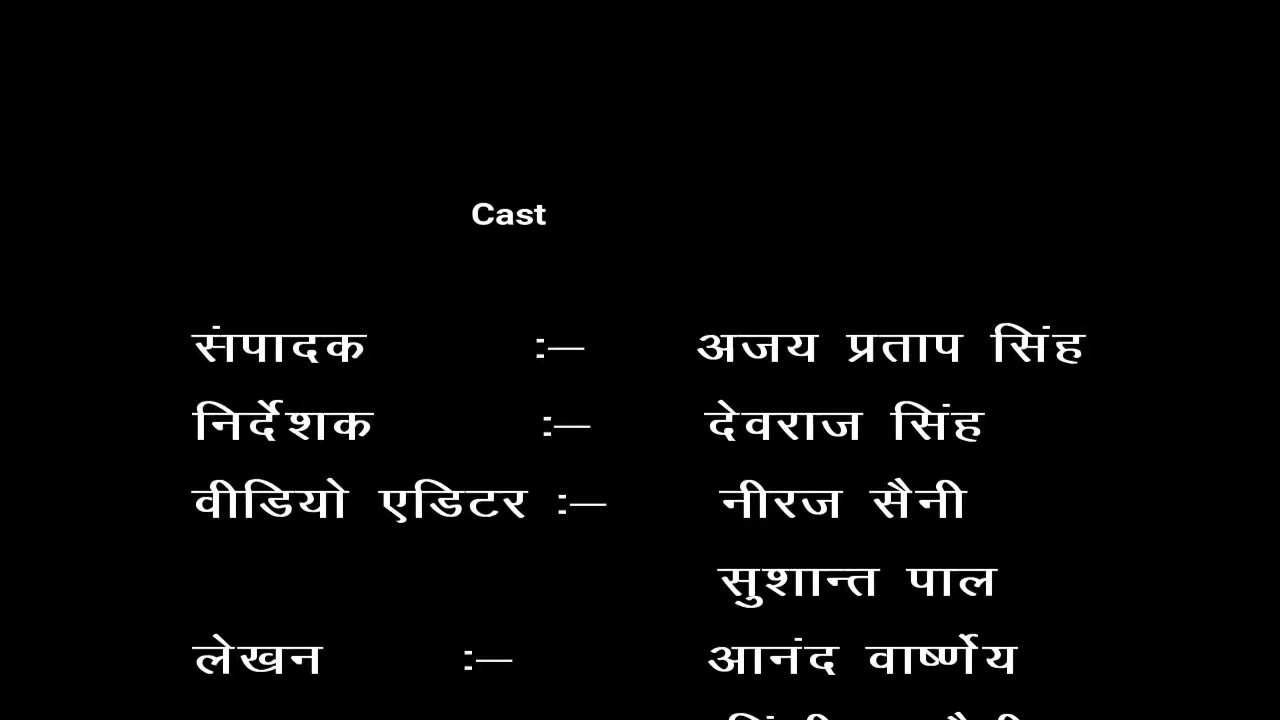 Cast
संपादक :— अजय प्रताप सिंह
निर्देशक :— देवराज सिंह
वीडियो एडिटर :— नीरज सैनी
सुशान्त पाल
लेखन :— आनंद वार्ष्णेय